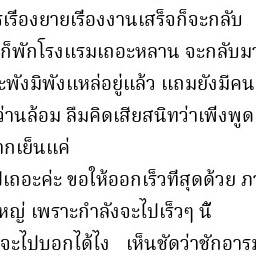 รเรื่องยายเรื่องงานเสร็จก็จะกลับ
ก็พักโรงแรมเถอะหลาน จะกลับมา
ะพังมิพังแหล่อยู่แล้ว แถมยังมีคน
ว่านล้อม ลืมคิดเสียสนิทว่าเพิ่งพูด
ากเย็นแค่
ปเถอะค่ะ ขอให้ออกเร็วที่สุดด้วย ภา
หญ่ เพราะกำลังจะไปเร็วๆ นี้
จะไปบอกได้ไง เห็นชัดว่าชักอารม